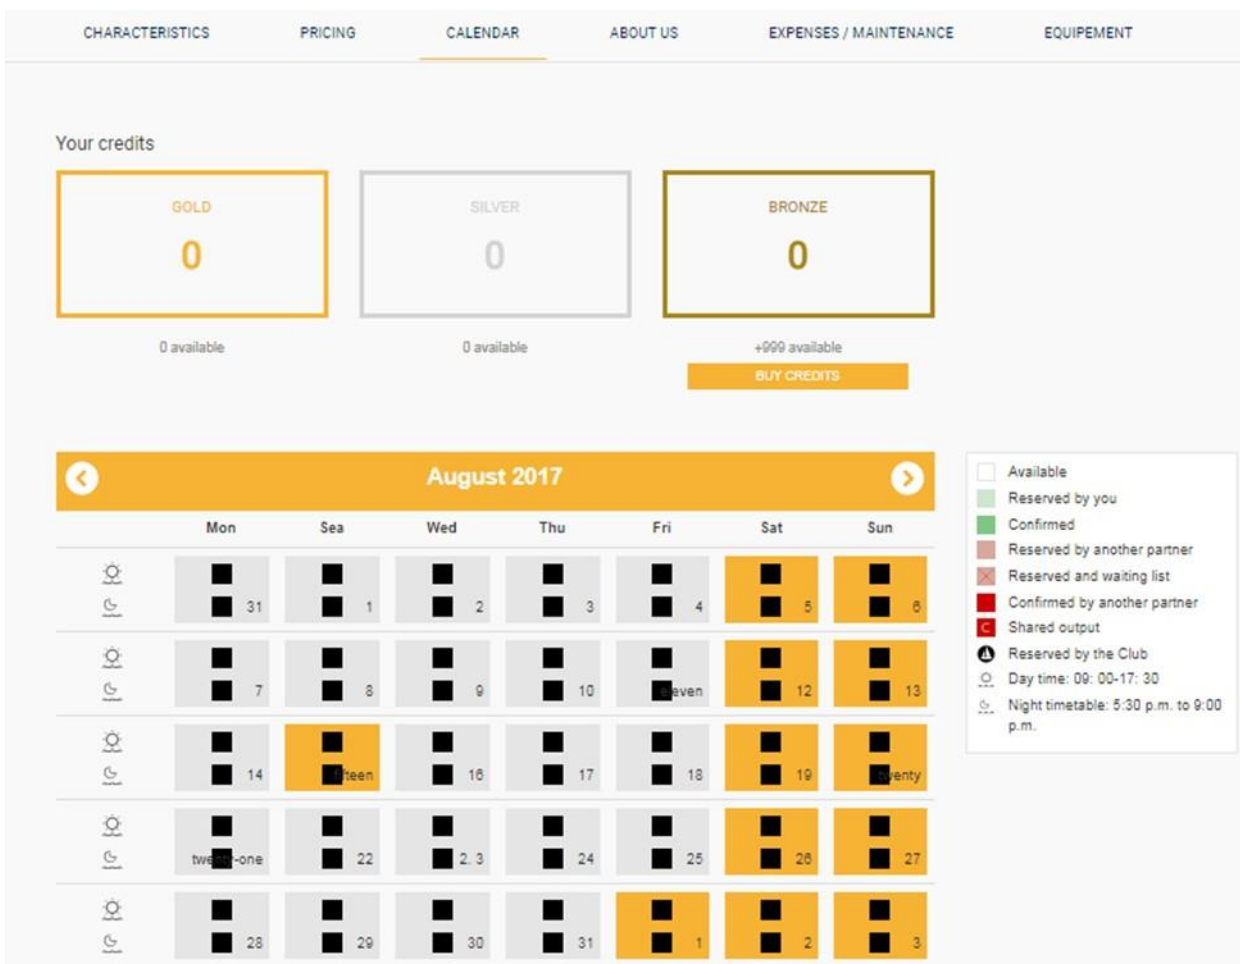 CHARACTERISTICS PRICING CALENDAR ABOUT US EXPENSES / MAINTENANCE EQUIPEMENT
Your credits
GOLD SILVER BRONZE
0 0 0
0 available 0 available +999 available
BUY CREDITS
August 2017
Mon Sea Wed Thu Fri Sat Sun
31 1 2 3 4 5 6
7 8 9 10 eleven 12 13
14 fifteen 16 17 18 19 twenty
twenty-one 22 2. 3 24 25 26 27
28 29 30 31 1 2 3
Available
Reserved by you
Confirmed
Reserved by another partner
Reserved and waiting list
Confirmed by another partner
C Shared output
Reserved by the Club
Day time: 09: 00-17: 30
Night timetable: 5:30 p.m. to 9:00
p.m.